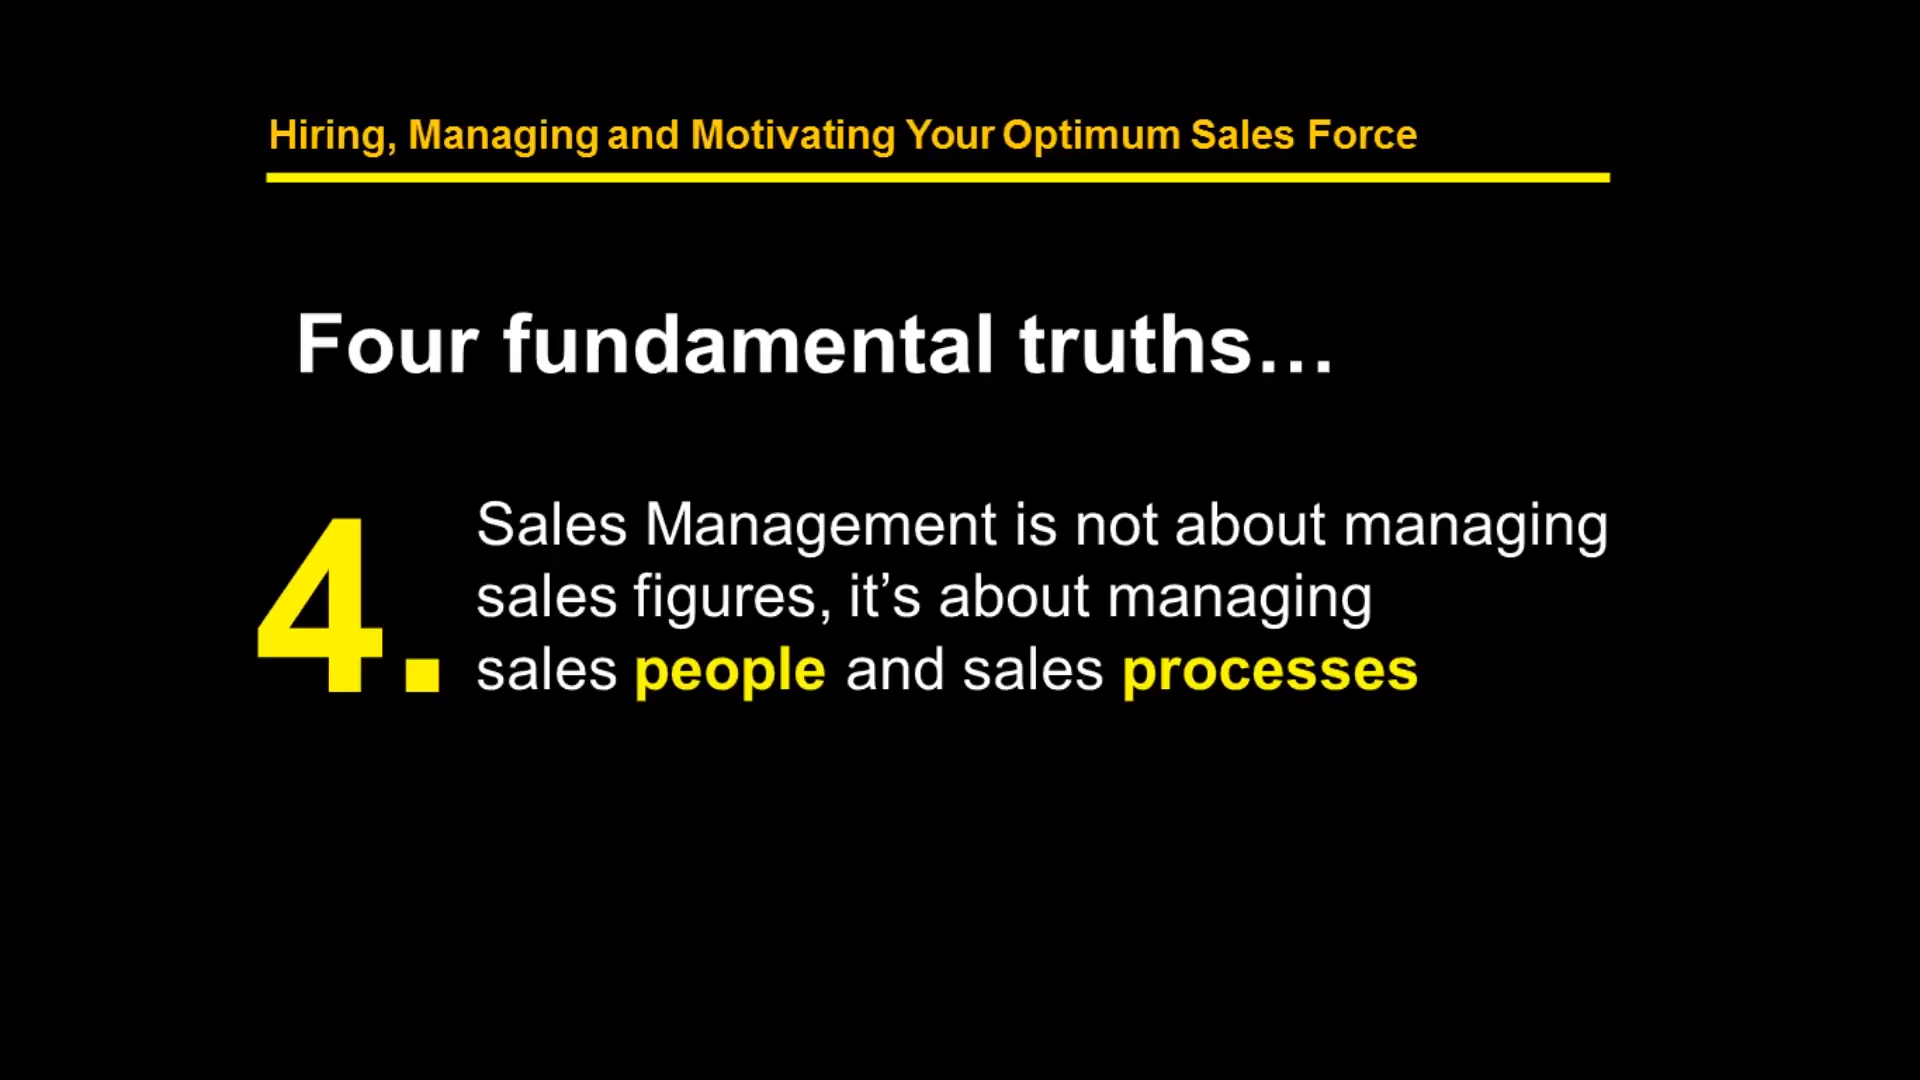 Hiring, Managing and Motivating Your Optimum Sales Force
Four fundamental truths…
4.
Sales Management is not about managing
sales figures, it’s about managing
sales people and sales processes